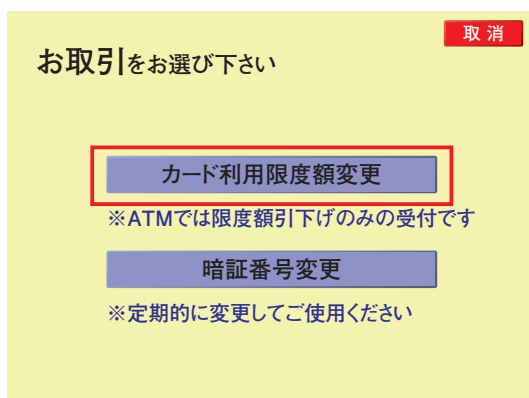 取 消
お取引をお選び下さい
カード利用限度額変更
※ATMでは限度額引下げのみの受付です
暗証番号変更
※定期的に変更してご使用ください